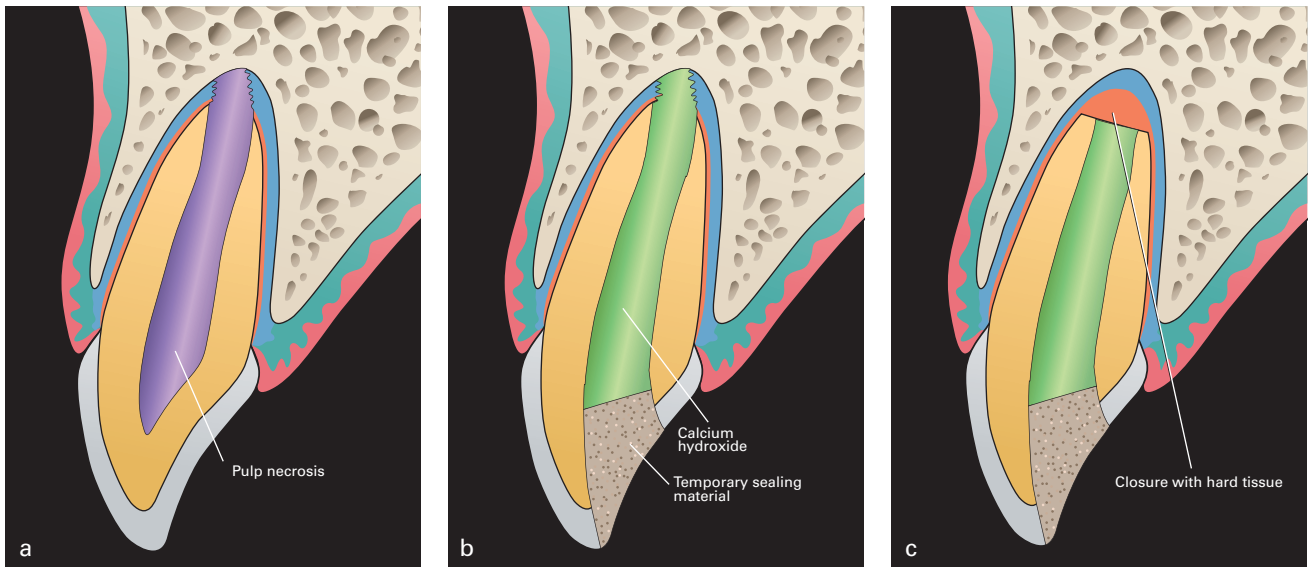 Pulp necrosis
a
Calcium
hydroxide
Temporary sealing
material
b
Closure with hard tissue
c